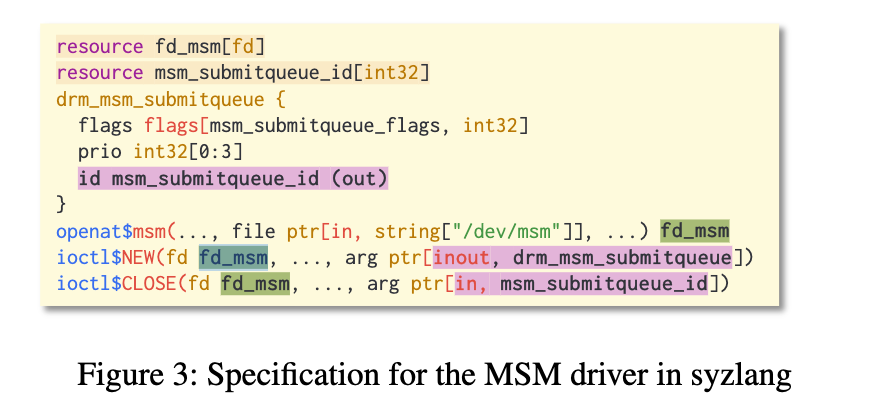 resource fd_msm[fd]
resource msm_submitqueue_id[int32]
drm_msm_submitqueue {
  flags flags[msm_submitqueue_flags, int32]
  prio int32[0:3]
  id msm_submitqueue_id (out)
}
openat$msm(..., file ptr[in, string["/dev/msm"]], ...) fd_msm
ioctl$NEW(fd fd_msm, ..., arg ptr[inout, drm_msm_submitqueue])
ioctl$CLOSE(fd fd_msm, ..., arg ptr[in, msm_submitqueue_id])
Figure 3: Specification for the MSM driver in syzlang